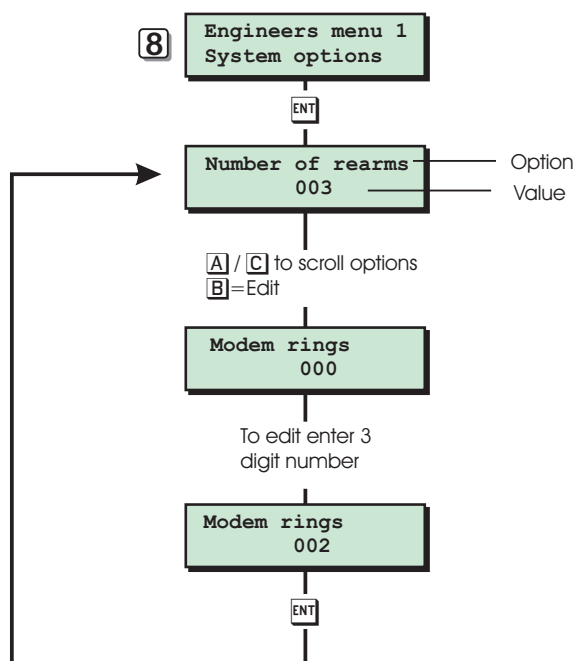 8
Engineers menu 1
System options
ENT
Number of rearms
003
Option
Value
A / C to scroll options
B=Edit
Modem rings
000
To edit enter 3
digit number
Modem rings
002
ENT